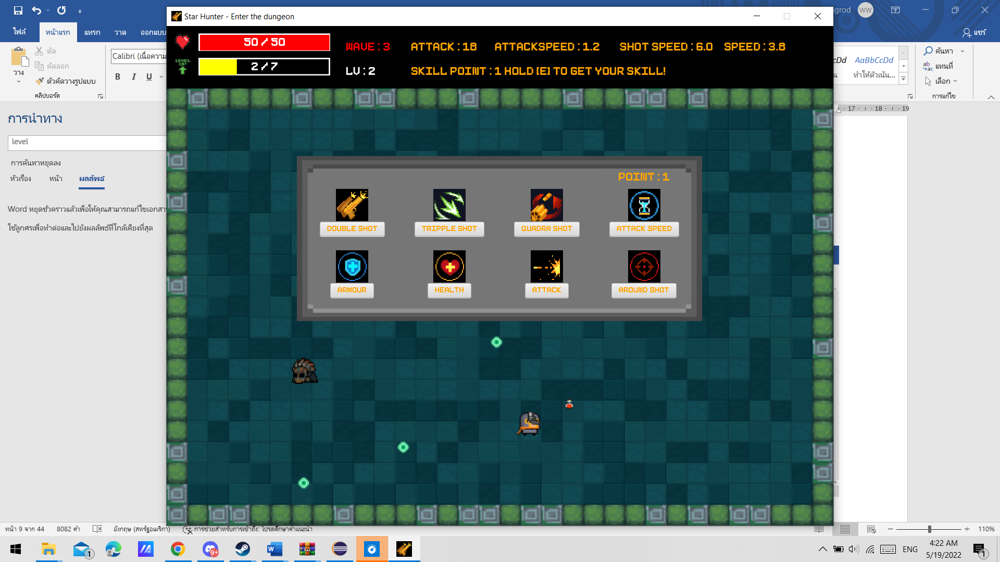 grod
WW
Star Hunter - Enter the dungeon
ไฟล์
หน้าแรก
แทรก
วาด
ออกแบบ
แชร์
50 / 50
WAVE : 3
ATTACK : 18
ATTACKSPEED : 1.2
SHOT SPEED : 6.0
SPEED : 3.8
LEVEL UP
2 / 7
LV : 2
SKILL POINT : 1 HOLD [E] TO GET YOUR SKILL!
วาง
ตัด
คัดลอก
ตัวคัดวางรูปแบบ
คลิปบอร์ด
Calibri (เนื้อความ
B I U
AaBbCcDd
ทำให้ตัวเน้น...
ค้นหา
แทนที่
เลือก
การแก้ไข
17 18 19
การนำทาง
level
การค้นหาหยุดลง
หัวเรื่อง
หน้า
ผลลัพธ์
Word หยุดชั่วคราวแล้วเพื่อให้คุณสามารถแก้ไขเอกสาร
ใช้ลูกศรเพื่อทำต่อและไปยังผลลัพธ์ที่ใกล้เคียงที่สุด
POINT : 1
DOUBLE SHOT
TRIPPLE SHOT
QUADRA SHOT
ATTACK SPEED
ARMOUR
HEALTH
ATTACK
AROUND SHOT
หน้า 9 จาก 44
8082 คำ
อังกฤษ (สหรัฐอเมริกา)
การช่วยสำหรับการเข้าถึง: โปรดศึกษาคำแนะนำ
110%
1
9+
ENG
4:22 AM
5/19/2022
1